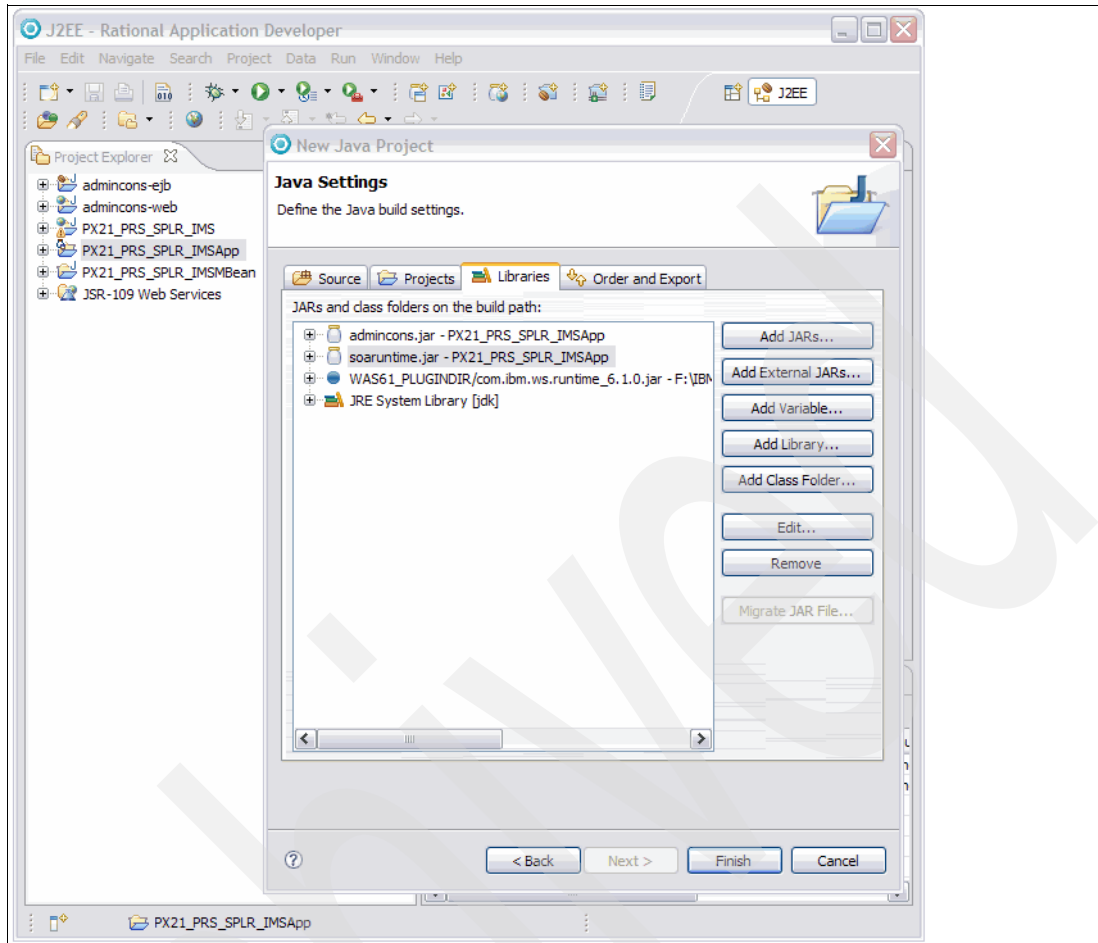 J2EE - Rational Application Developer
File Edit Navigate Search Project Data Run Window Help
J2EE
Project Explorer
admincons-ejb
admincons-web
PX21_PRS_SPLR_IMS
PX21_PRS_SPLR_IMSApp
PX21_PRS_SPLR_IMSMBean
JSR-109 Web Services
New Java Project
Java Settings
Define the Java build settings.
Source Projects Libraries Order and Export
JARs and class folders on the build path:
admincons.jar - PX21_PRS_SPLR_IMSApp
soaruntime.jar - PX21_PRS_SPLR_IMSApp
WAS61_PLUGINDIR/com.ibm.ws.runtime_6.1.0.jar - F:\IBM
JRE System Library [jdk]
Add JARs...
Add External JARs...
Add Variable...
Add Library...
Add Class Folder...
Edit...
Remove
Migrate JAR File...
< Back Next > Finish Cancel
PX21_PRS_SPLR_IMSApp